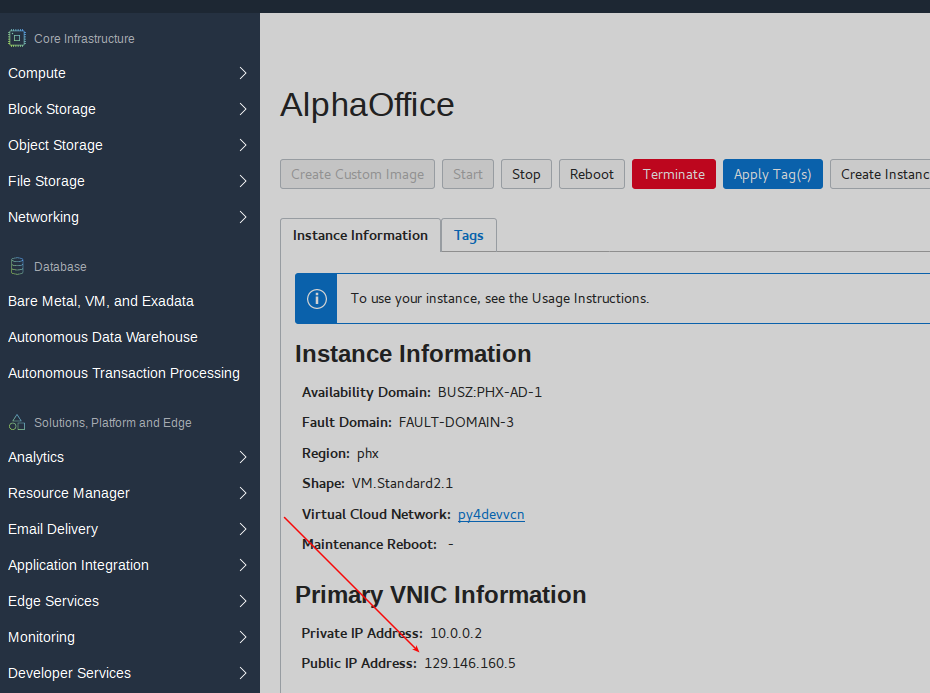 Core Infrastructure
Compute
Block Storage
Object Storage
File Storage
Networking
Database
Bare Metal, VM, and Exadata
Autonomous Data Warehouse
Autonomous Transaction Processing
Solutions, Platform and Edge
Analytics
Resource Manager
Email Delivery
Application Integration
Edge Services
Monitoring
Developer Services
AlphaOffice
Create Custom Image Start Stop Reboot Terminate Apply Tag(s) Create Instanc
Instance Information Tags
To use your instance, see the Usage Instructions.
Instance Information
Availability Domain: BUSZ:PHX-AD-1
Fault Domain: FAULT-DOMAIN-3
Region: phx
Shape: VM.Standard2.1
Virtual Cloud Network: py4devvcn
Maintenance Reboot: -
Primary VNIC Information
Private IP Address: 10.0.0.2
Public IP Address: 129.146.160.5